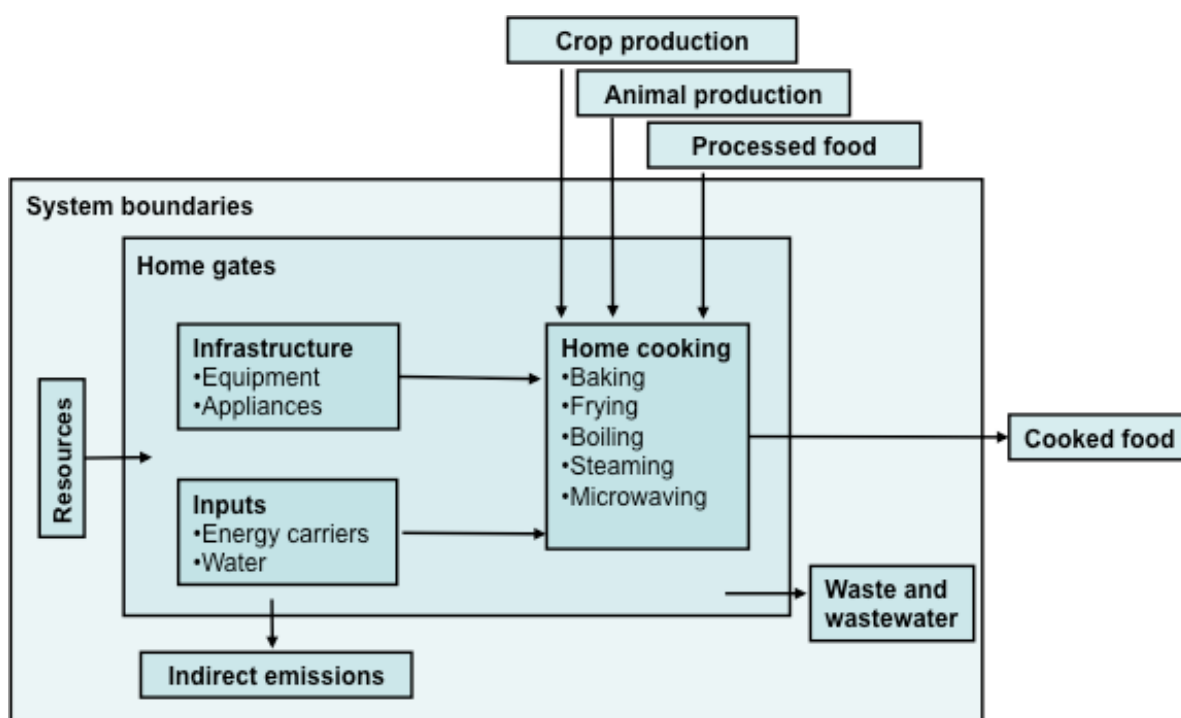 Crop production
Animal production
Processed food
System boundaries
Home gates
Infrastructure
•Equipment
•Appliances
Home cooking
•Baking
•Frying
•Boiling
•Steaming
•Microwaving
Resources
Inputs
•Energy carriers
•Water
Cooked food
Waste and
wastewater
Indirect emissions